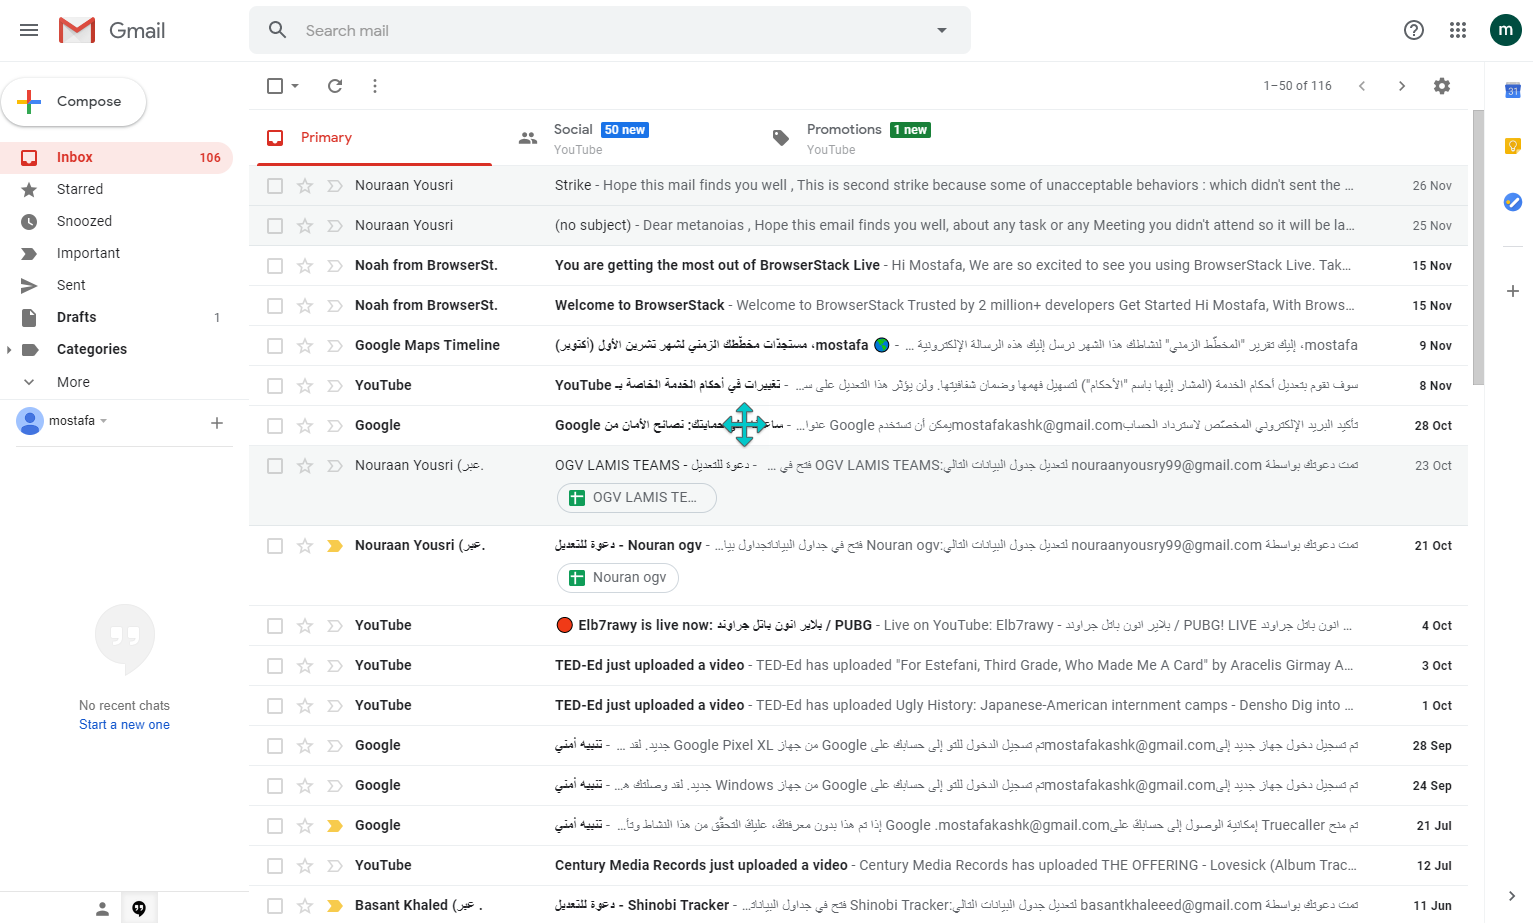 Gmail
Search mail
m
Compose
1–50 of 116
31
Primary
Social 50 new
YouTube
Promotions 1 new
YouTube
Inbox 106
Starred
Snoozed
Important
Sent
Drafts 1
Categories
More
mostafa
No recent chats
Start a new one
Nouraan Yousri Strike - Hope this mail finds you well , This is second strike because some of unacceptable behaviors : which didn't sent the … 26 Nov
Nouraan Yousri (no subject) - Dear metanoias , Hope this email finds you well, about any task or any Meeting you didn't attend so it will be la… 25 Nov
Noah from BrowserSt. You are getting the most out of BrowserStack Live - Hi Mostafa, We are so excited to see you using BrowserStack Live. Tak… 15 Nov
Noah from BrowserSt. Welcome to BrowserStack - Welcome to BrowserStack Trusted by 2 million+ developers Get Started Hi Mostafa, With Brows… 15 Nov
Google Maps Timeline mostafa، مستجدّات مخطّطك الزمني لشهر تشرين الأول (أكتوبر) - mostafa، إليك تقرير "المخطَّط الزمني" لنشاطك هذا الشهر نرسل إليك هذه الرسالة الإلكترونية … 9 Nov
YouTube تغييرات في أحكام الخدمة الخاصة بـ YouTube - سوف نقوم بتعديل أحكام الخدمة (المشار إليها باسم "الأحكام") لتسهيل فهمها وضمان شفافيتها. ولن يؤثر هذا التعديل على سـ… 8 Nov
Google حمايتك: نصائح الأمان من Google - تأكيد البريد الإلكتروني المخصّص لاسترداد الحسابmostafakashk@gmail.comيمكن أن تستخدم Google عنوا… 28 Oct
Nouraan Yousri (عبر. OGV LAMIS TEAMS - دعوة للتعديل - تمت دعوتك بواسطة nouraanyousry99@gmail.com لتعديل جدول البيانات التالي:OGV LAMIS TEAMS فتح في … 23 Oct
OGV LAMIS TE…
Nouraan Yousri (عبر. Nouran ogv - دعوة للتعديل - تمت دعوتك بواسطة nouraanyousry99@gmail.com لتعديل جدول البيانات التالي:Nouran ogv فتح في جداول البياناتجداول بيا… 21 Oct
Nouran ogv
YouTube Elb7rawy is live now: بلاير انون باتل جراوند / PUBG - Live on YouTube: Elb7rawy - بلاير انون باتل جراوند / PUBG! LIVE انون باتل جراوند … 4 Oct
YouTube TED-Ed just uploaded a video - TED-Ed has uploaded "For Estefani, Third Grade, Who Made Me A Card" by Aracelis Girmay A… 3 Oct
YouTube TED-Ed just uploaded a video - TED-Ed has uploaded Ugly History: Japanese-American internment camps - Densho Dig into … 1 Oct
Google تنبيه أمني - تم تسجيل دخول جهاز جديد إلىmostafakashk@gmail.comتم تسجيل الدخول للتو إلى حسابك على Google من جهاز Google Pixel XL جديد. لقد … 28 Sep
Google تنبيه أمني - تم تسجيل دخول جهاز جديد إلىmostafakashk@gmail.comتم تسجيل الدخول للتو إلى حسابك على Google من جهاز Windows جديد. لقد وصلتك هـ… 24 Sep
Google تنبيه أمني - تم منح Truecaller إمكانية الوصول إلى حسابك علىGoogle .mostafakashk@gmail.com إذا تم هذا بدون معرفتك، عليك التحقّق من هذا النشاط وتأ… 21 Jul
YouTube Century Media Records just uploaded a video - Century Media Records has uploaded THE OFFERING - Lovesick (Album Trac… 12 Jul
Basant Khaled (عبر . Shinobi Tracker - دعوة للتعديل - تمت دعوتك بواسطة basantkhaleeed@gmail.com لتعديل جدول البيانات التالي:Shinobi Tracker فتح في جداول البياناتـ… 11 Jun